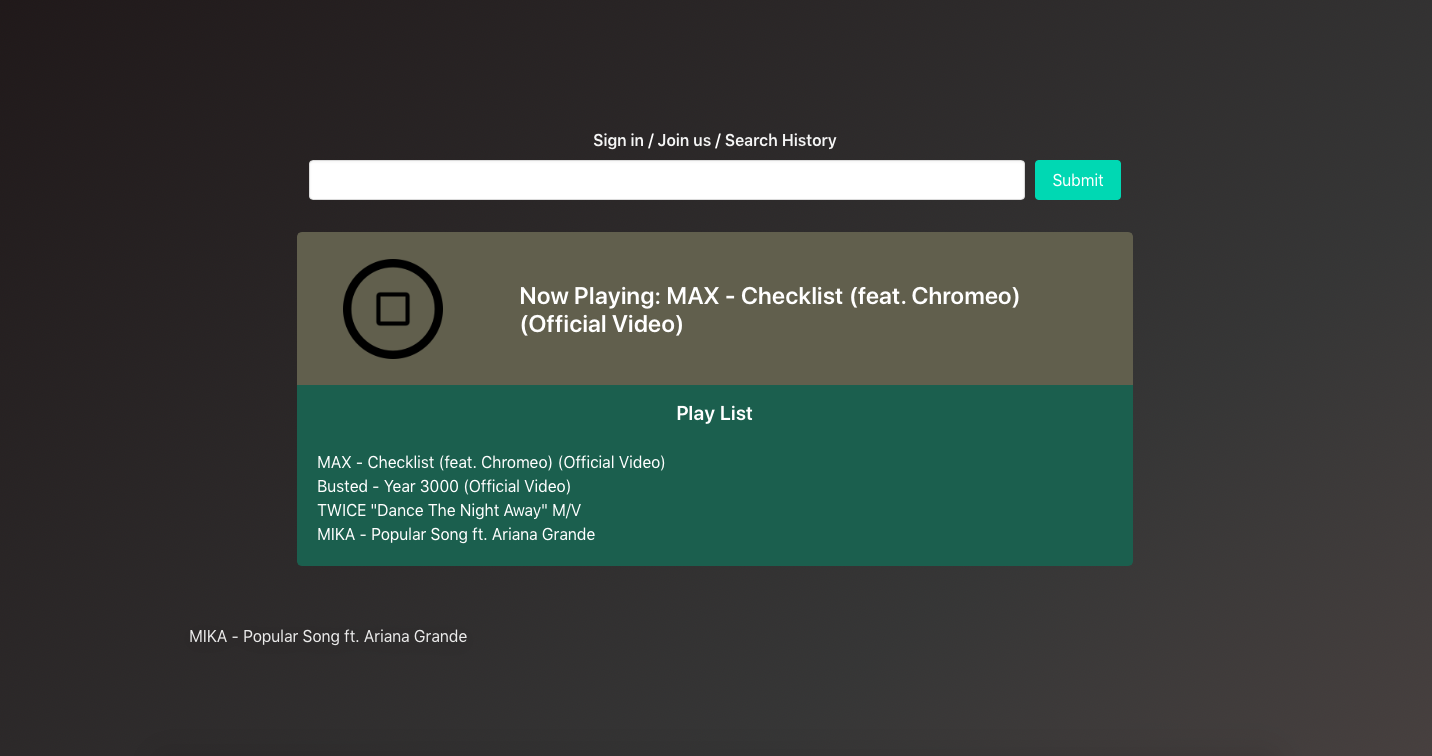 Sign in / Join us / Search History
Submit
Now Playing: MAX - Checklist (feat. Chromeo)
(Official Video)
Play List
MAX - Checklist (feat. Chromeo) (Official Video)
Busted - Year 3000 (Official Video)
TWICE "Dance The Night Away" M/V
MIKA - Popular Song ft. Ariana Grande
MIKA - Popular Song ft. Ariana Grande